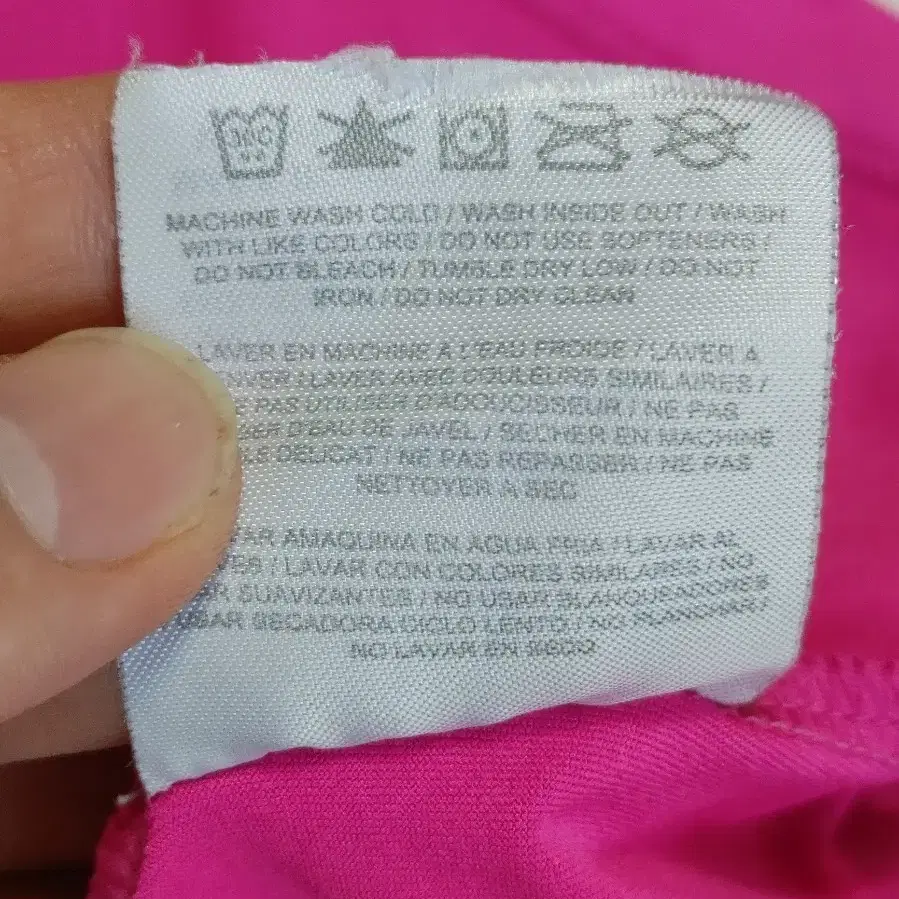 MACHINE WASH COLD / WASH INSIDE OUT / WASH
WITH LIKE COLORS / DO NOT USE SOFTENERS /
DO NOT BLEACH / TUMBLE DRY LOW / DO NOT
IRON / DO NOT DRY CLEAN
LAVER EN MACHINE A L'EAU FROIDE / LAVER A
/ LAVER AVEC COULEURS SIMILAIRES /
PAS UTILISER D'ADOUCISSEUR / NE PAS
D'EAU DE JAVEL / SECHER EN MACHINE
DELICAT / NE PAS REPASSER / NE PAS
NETTOYER A SEC
AMAQUINA EN AGUA FRIA / LAVAR AL
/ LAVAR CON COLORES SIMILARES / NO
SUAVIZANTES / NO USAR BLANQUEADORES
USAR SECADORA CICLO LENTO / NO PLANCHAR /
NO LAVAR EN SECO